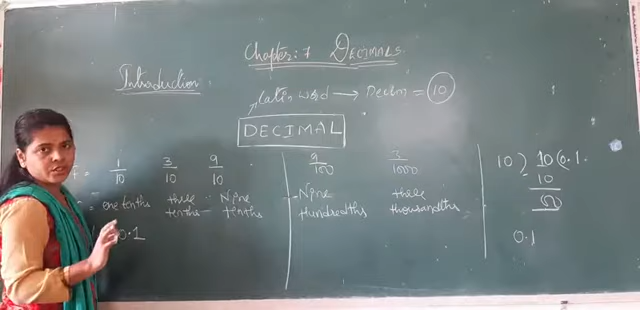 Chapter: 7 DECIMALS
Introduction
Latin word → Decem = 10
DECIMAL
F = 1/10 3/10 9/10 9/100 3/1000
= one tenths three tenths Nine tenths Nine hundredths three thousandths
0.1
10 ) 10 ( 0.1
10
0
0.1